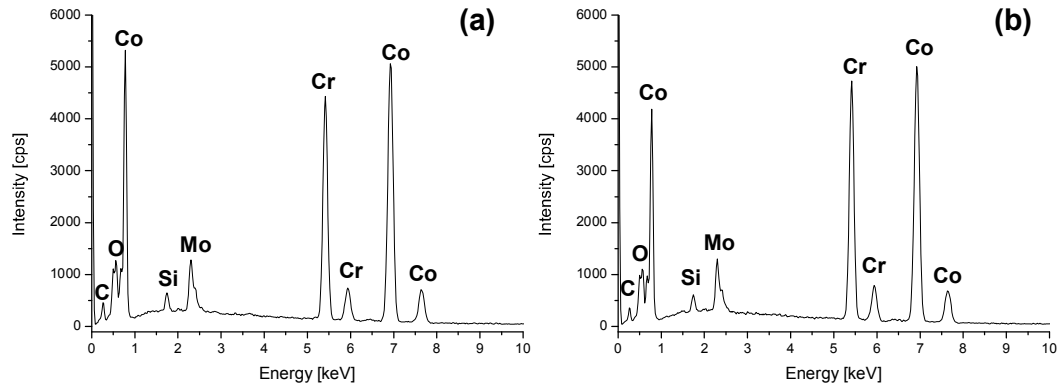 (a)
6000
5000
4000
3000
2000
1000
0
Intensity [cps]
Co
Co
Cr
O
Mo
Si
C
Cr
Co
0 1 2 3 4 5 6 7 8 9 10
Energy [keV]
(b)
6000
5000
4000
3000
2000
1000
0
Intensity [cps]
Co
Cr
Co
O
Mo
Si
C
Cr
Co
0 1 2 3 4 5 6 7 8 9 10
Energy [keV]